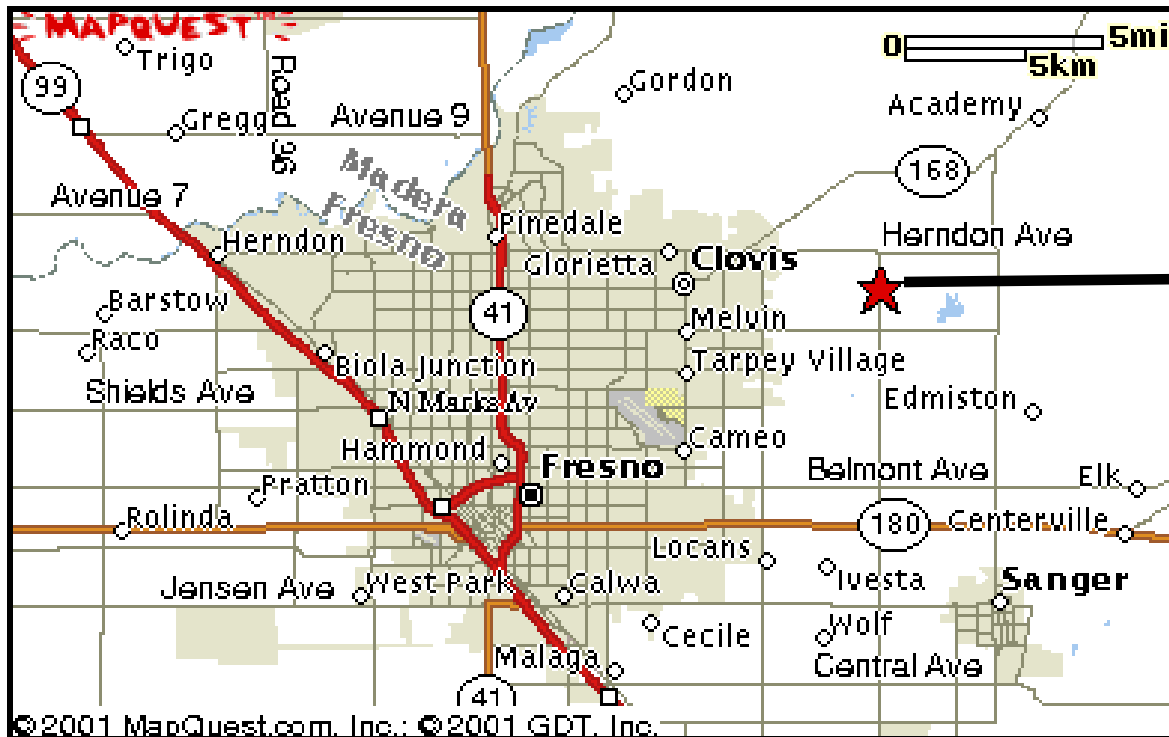 MAPQUEST
Trigo
0 5mi
5km
99
Road 36
Gordon
Academy
Gregg
Avenue 9
168
Madera
Avenue 7
Fresno
Pinedale
Herndon
Herndon Ave
Glorietta
Clovis
Barstow
41
Melvin
Raco
Biola Junction
Tarpey Village
Shields Ave
N Marks Av
Edmiston
Hammond
Cameo
Fresno
Belmont Ave
Elk
Pratton
Rolinda
180
Centerville
Locans
Jensen Ave
West Park
Calwa
Ivesta
Sanger
Cecile
Wolf
Malaga
Central Ave
41
©2001 MapQuest.com, Inc.; ©2001 GDT, Inc.